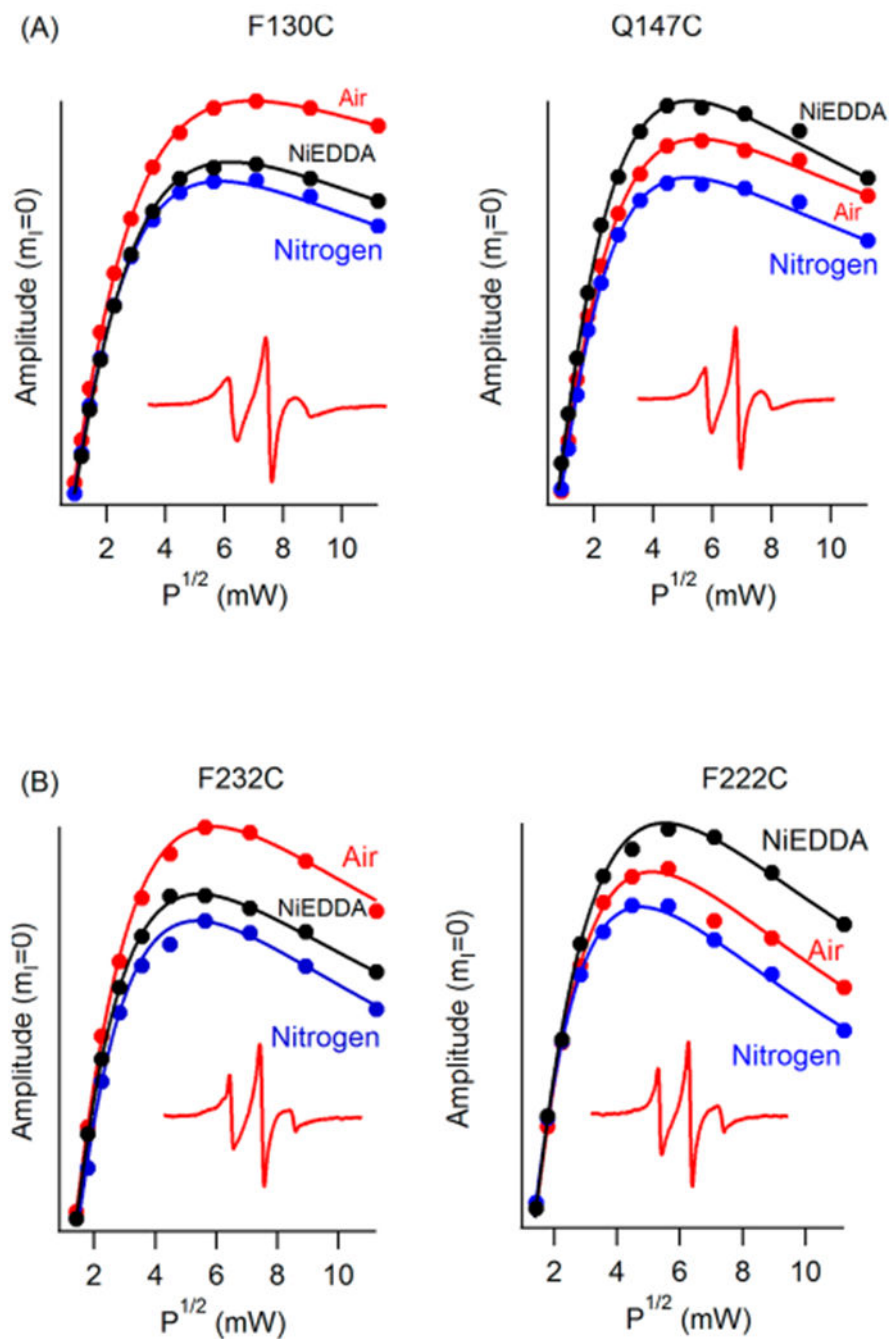 (A) F130C Q147C
Air
NiEDDA
Nitrogen
Amplitude (mI=0)
2 4 6 8 10
P1/2 (mW)
NiEDDA
Air
Nitrogen
Amplitude (mI=0)
2 4 6 8 10
P1/2 (mW)
(B) F232C F222C
Air
NiEDDA
Nitrogen
Amplitude (mI=0)
2 4 6 8 10
P1/2 (mW)
NiEDDA
Air
Nitrogen
Amplitude (mI=0)
2 4 6 8 10
P1/2 (mW)